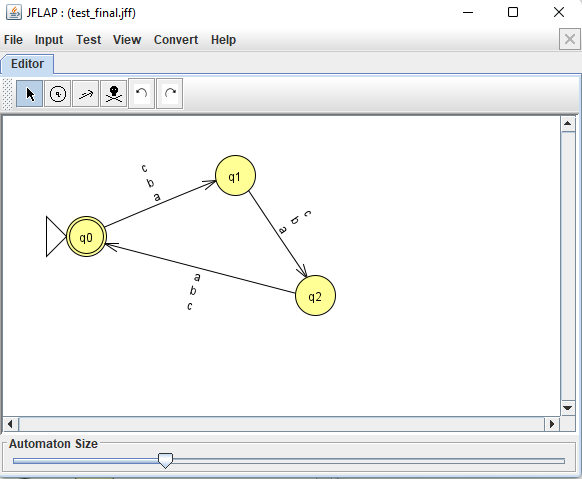 JFLAP : (test_final.jff)
File Input Test View Convert Help
Editor
c
b
a
q1
c
b
a
q0
a
b
c
q2
Automaton Size